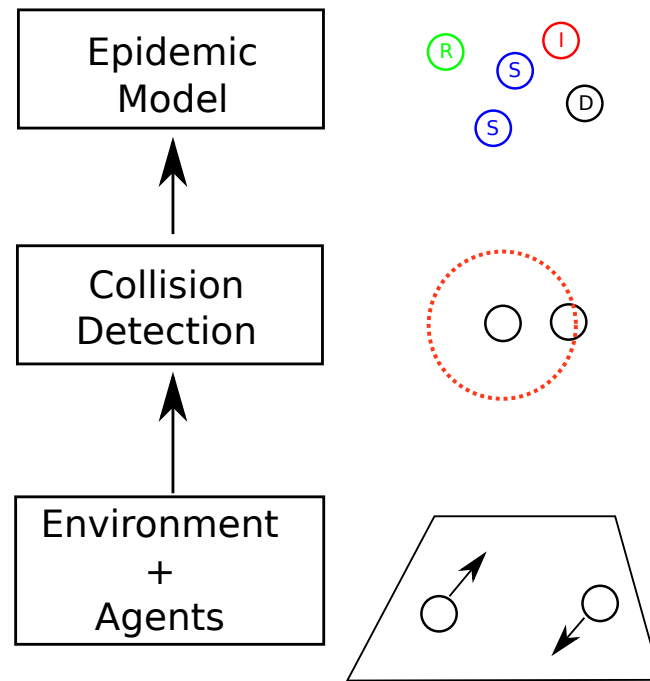 Epidemic
Model
R
S
I
S
D
Collision
Detection
Environment
+
Agents